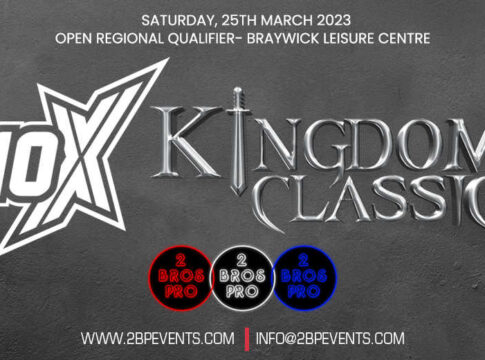 SATURDAY, 25TH MARCH 2023
OPEN REGIONAL QUALIFIER- BRAYWICK LEISURE CENTRE
10X
KINGDOM
CLASSIC
2 BROS PRO
2 BROS PRO
2 BROS PRO
WWW.2BPEVENTS.COM | INFO@2BPEVENTS.COM